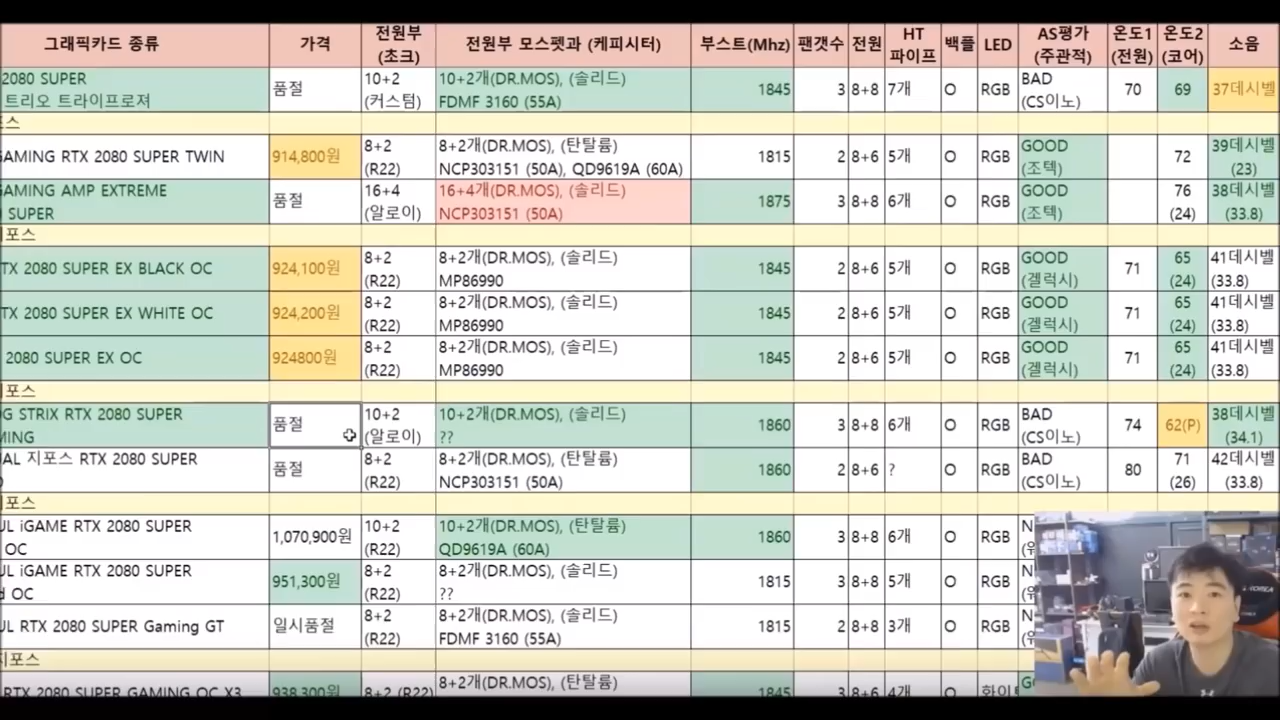 그래픽카드 종류 가격 전원부 (초크) 전원부 모스펫과 (케피시터) 부스트(Mhz) 팬갯수 전원 HT 파이프 백플 LED AS평가 (주관적) 온도1 (전원) 온도2 (코어) 소음
2080 SUPER 품절 10+2 10+2개(DR.MOS), (솔리드) 1845 3 8+8 7개 O RGB BAD 70 69 37데시벨
트리오 트라이프로져 (커스텀) FDMF 3160 (55A) (CS이노)
포스
GAMING RTX 2080 SUPER TWIN 914,800원 8+2 8+2개(DR.MOS), (탄탈륨) 1815 2 8+6 5개 O RGB GOOD 72 39데시벨
(R22) NCP303151 (50A), QD9619A (60A) (조텍) (23)
GAMING AMP EXTREME 품절 16+4 16+4개(DR.MOS), (솔리드) 1875 3 8+8 6개 O RGB GOOD 76 38데시벨
SUPER (알로이) NCP303151 (50A) (조텍) (24) (33.8)
지포스
TX 2080 SUPER EX BLACK OC 924,100원 8+2 8+2개(DR.MOS), (솔리드) 1845 2 8+6 5개 O RGB GOOD 71 65 41데시벨
(R22) MP86990 (겔럭시) (24) (33.8)
TX 2080 SUPER EX WHITE OC 924,200원 8+2 8+2개(DR.MOS), (솔리드) 1845 2 8+6 5개 O RGB GOOD 71 65 41데시벨
(R22) MP86990 (겔럭시) (24) (33.8)
2080 SUPER EX OC 924800원 8+2 8+2개(DR.MOS), (솔리드) 1845 2 8+6 5개 O RGB GOOD 71 65 41데시벨
(R22) MP86990 (겔럭시) (24) (33.8)
지포스
G STRIX RTX 2080 SUPER 품절 10+2 10+2개(DR.MOS), (솔리드) 1860 3 8+8 6개 O RGB BAD 74 62(P) 38데시벨
MING (알로이) ?? (CS이노) (34.1)
AL 지포스 RTX 2080 SUPER 품절 8+2 8+2개(DR.MOS), (탄탈륨) 1860 2 8+6 ? O RGB BAD 80 71 42데시벨
(R22) NCP303151 (50A) (CS이노) (26) (33.8)
지포스
UL iGAME RTX 2080 SUPER 1,070,900원 10+2 10+2개(DR.MOS), (탄탈륨) 1860 3 8+8 6개 O RGB N
OC (R22) QD9619A (60A)
UL iGAME RTX 2080 SUPER 951,300원 8+2 8+2개(DR.MOS), (솔리드) 1815 3 8+8 5개 O RGB N
d OC (R22) ??
UL RTX 2080 SUPER Gaming GT 일시품절 8+2 8+2개(DR.MOS), (솔리드) 1815 2 8+8 3개 O RGB N
(R22) FDMF 3160 (55A)
지포스
RTX 2080 SUPER GAMING OC X3 938,300원 8+2 (R22) 8+2개(DR.MOS), (탄탈륨) 1845 3 8+6 4개 O 화이트